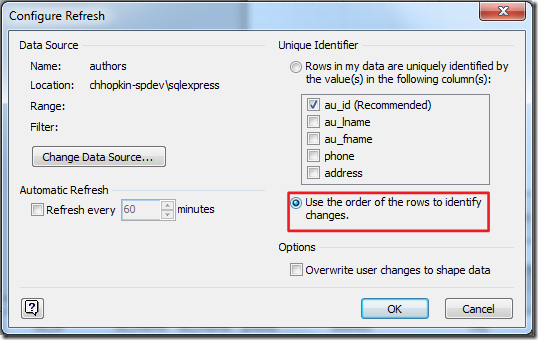 Configure Refresh
Data Source
Name: authors
Location: chhopkin-spdev\sqlexpress
Range:
Filter:
Change Data Source...
Automatic Refresh
Refresh every 60 minutes
Unique Identifier
Rows in my data are uniquely identified by
the value(s) in the following column(s):
au_id (Recommended)
au_lname
au_fname
phone
address
Use the order of the rows to identify
changes.
Options
Overwrite user changes to shape data
?
OK Cancel